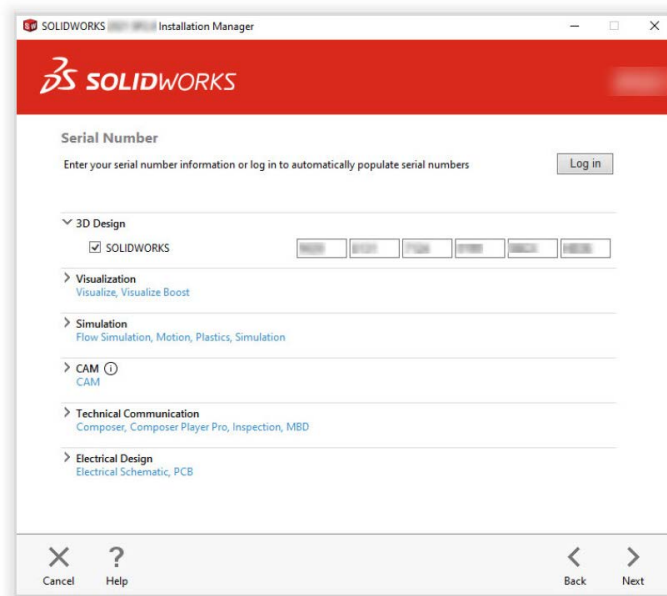 SOLIDWORKS Installation Manager
SOLIDWORKS
Serial Number
Enter your serial number information or log in to automatically populate serial numbers
Log in
3D Design
SOLIDWORKS
Visualization
Visualize, Visualize Boost
Simulation
Flow Simulation, Motion, Plastics, Simulation
CAM
CAM
Technical Communication
Composer, Composer Player Pro, Inspection, MBD
Electrical Design
Electrical Schematic, PCB
Cancel Help Back Next